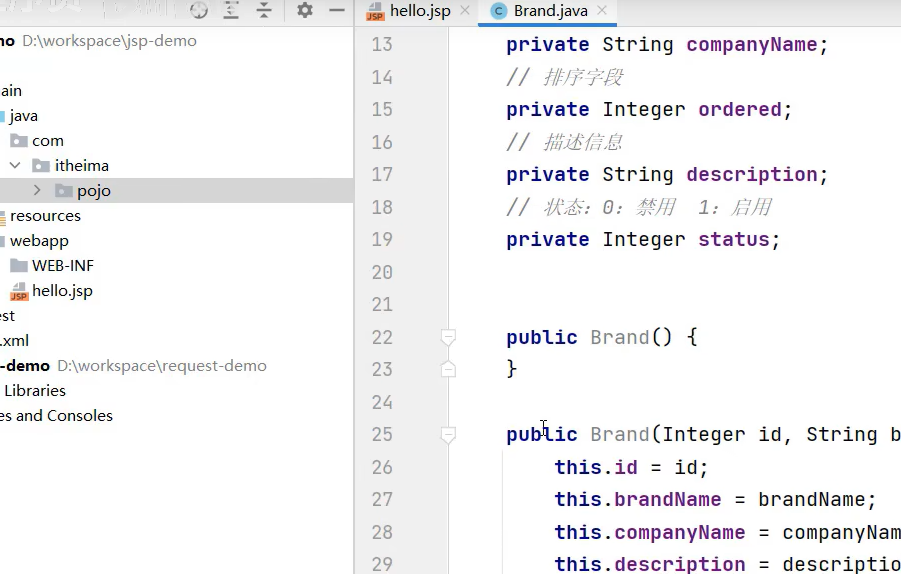 hello.jsp
Brand.java
mo D:\workspace\jsp-demo
ain
java
com
itheima
pojo
resources
webapp
WEB-INF
JSP hello.jsp
est
.xml
-demo D:\workspace\request-demo
Libraries
es and Consoles
13 private String companyName;
14 // 排序字段
15 private Integer ordered;
16 // 描述信息
17 private String description;
18 // 状态：0：禁用 1：启用
19 private Integer status;
20
21
22 public Brand() {
23 }
24
25 public Brand(Integer id, String b
26 this.id = id;
27 this.brandName = brandName;
28 this.companyName = companyNam
29 this.description = descriptio